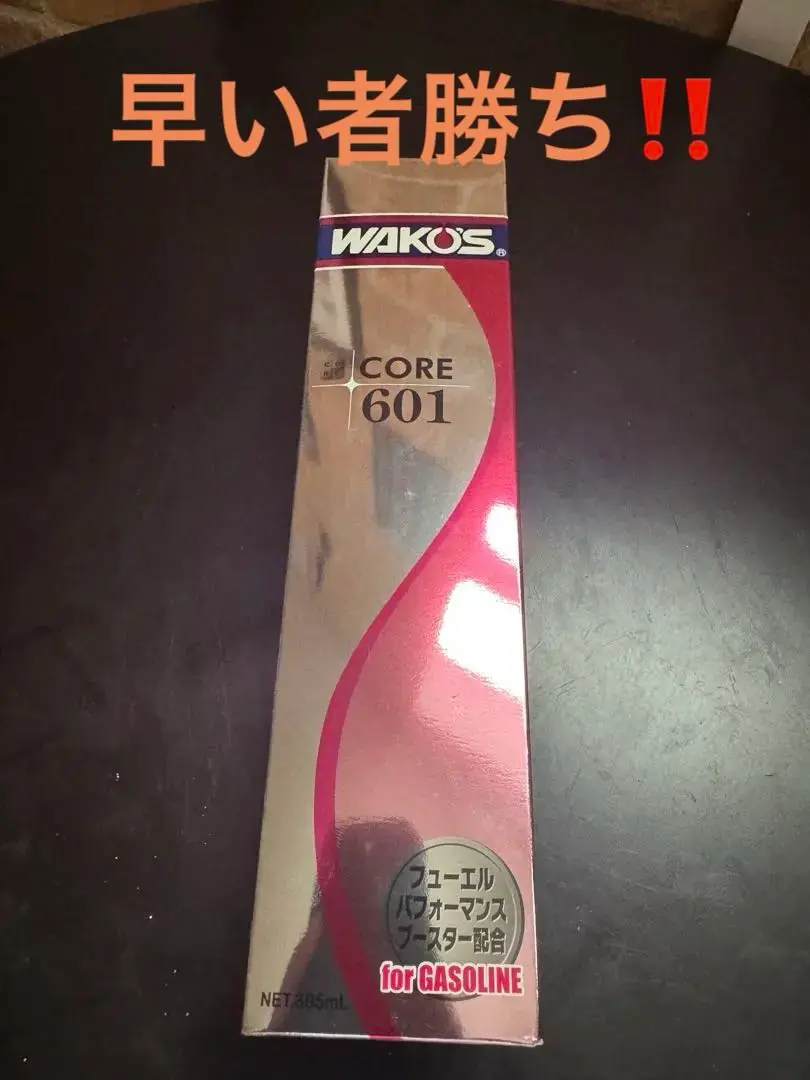 早い者勝ち‼️
WAKO'S®
CORE
601
フューエル
パフォーマンス
ブースター配合
for GASOLINE
NET